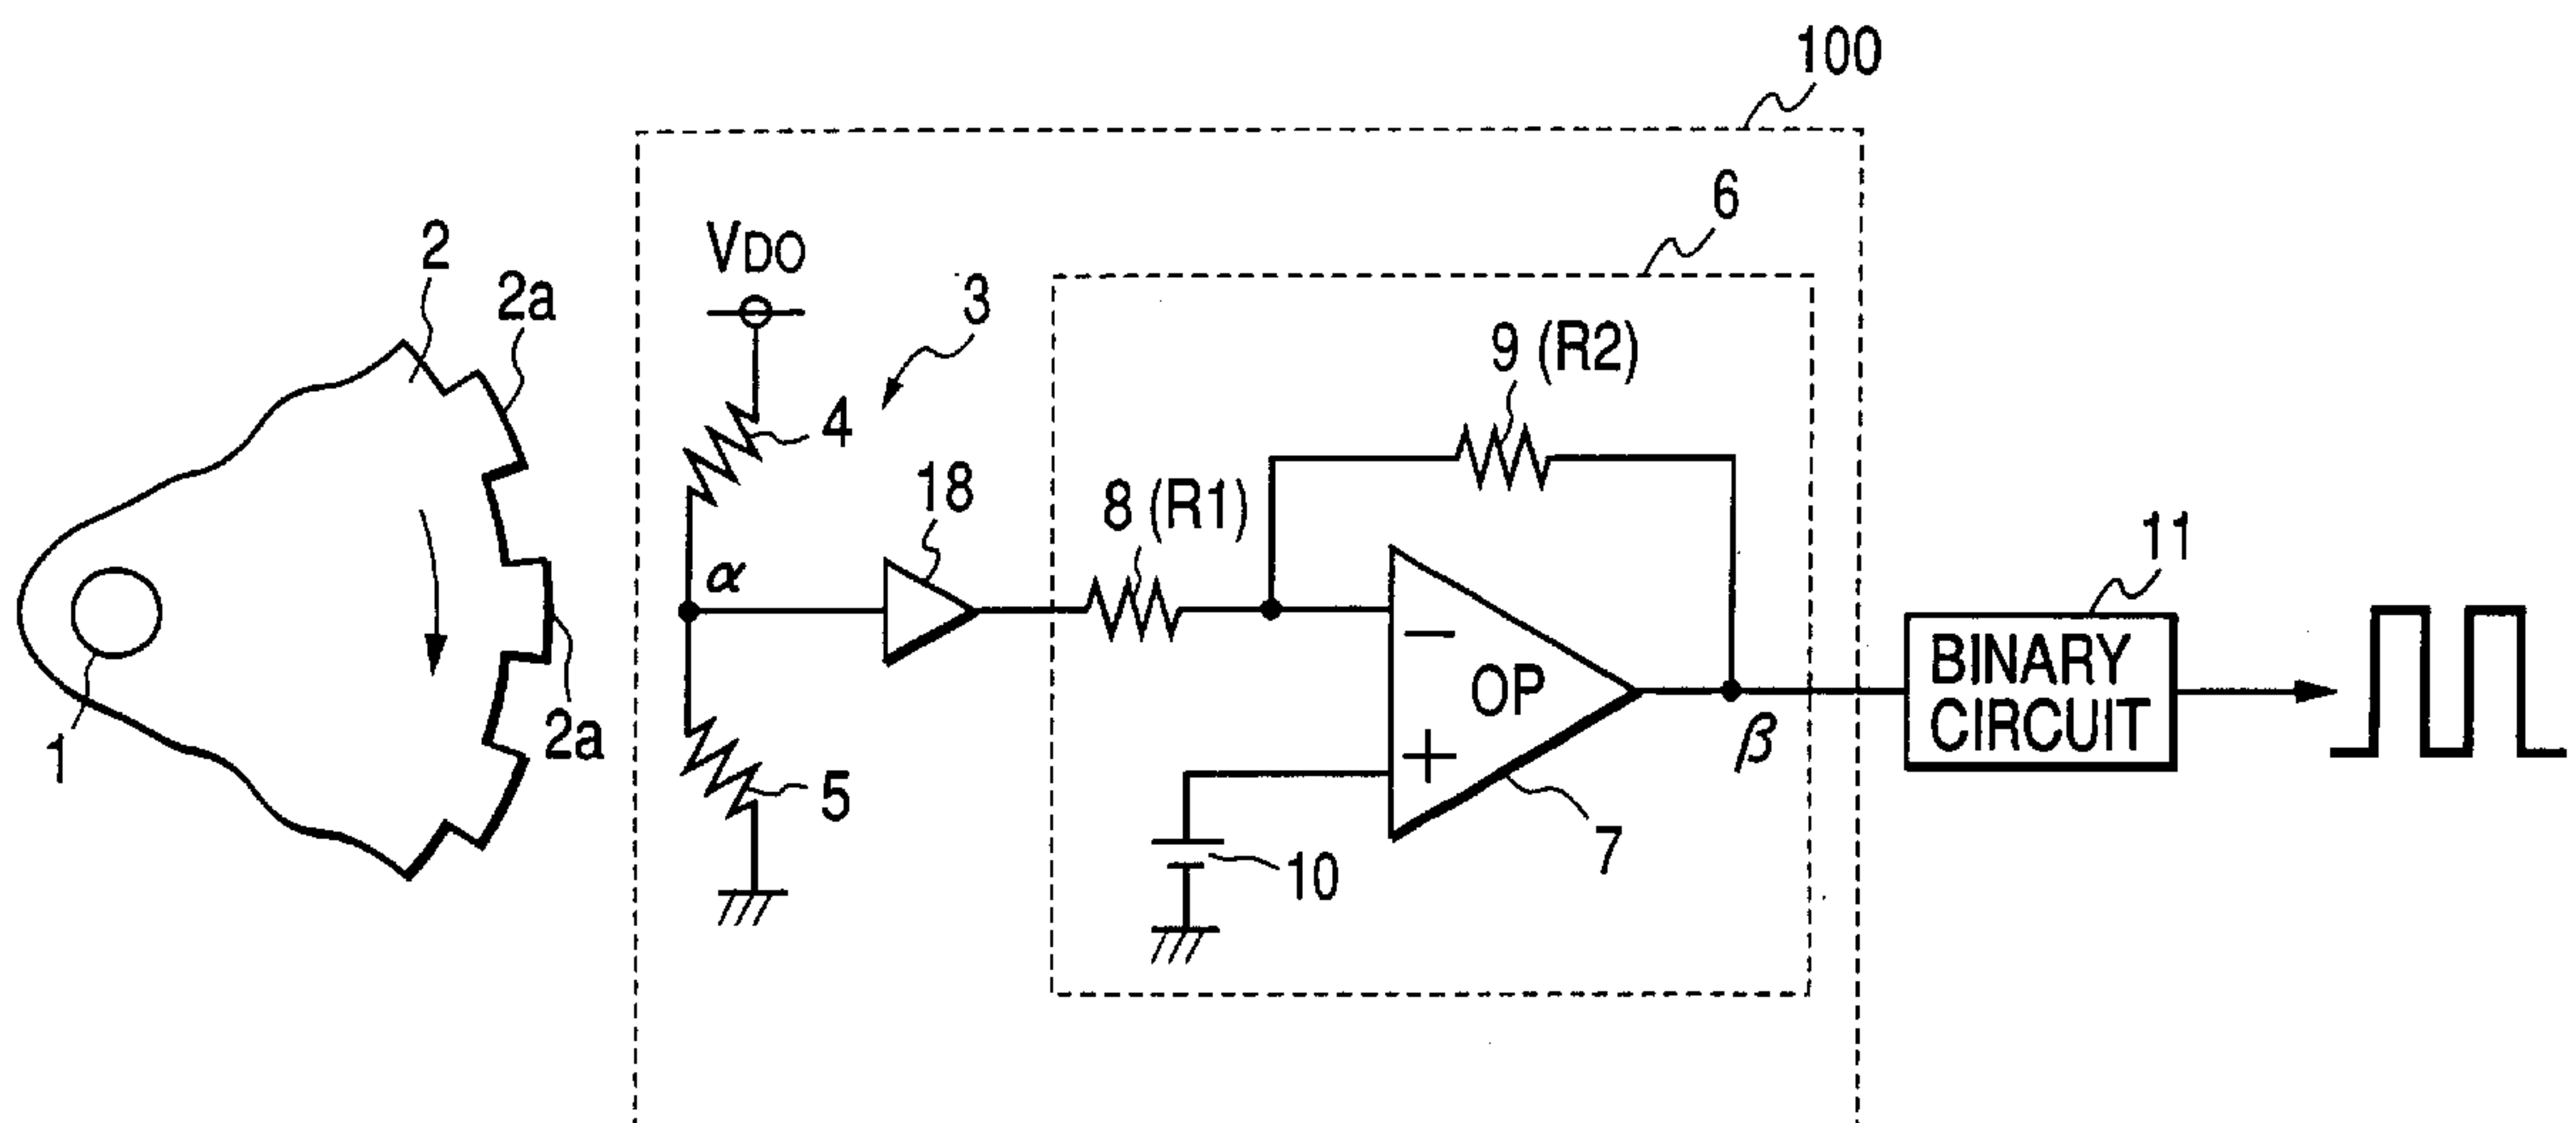 100
6
2
2a
VDO
3
9 (R2)
4
18
8 (R1)
11
α
−
OP
BINARY
CIRCUIT
1
2a
5
+
β
10
7